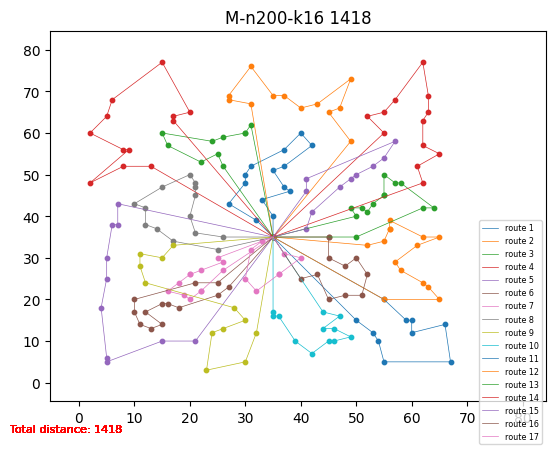 M-n200-k16 1418
80
70
60
50
40
30
20
10
0
0
10
20
30
40
50
60
70
80
route 1
route 2
route 3
route 4
route 5
route 6
route 7
route 8
route 9
route 10
route 11
route 12
route 13
route 14
route 15
route 16
route 17
Total distance: 1418